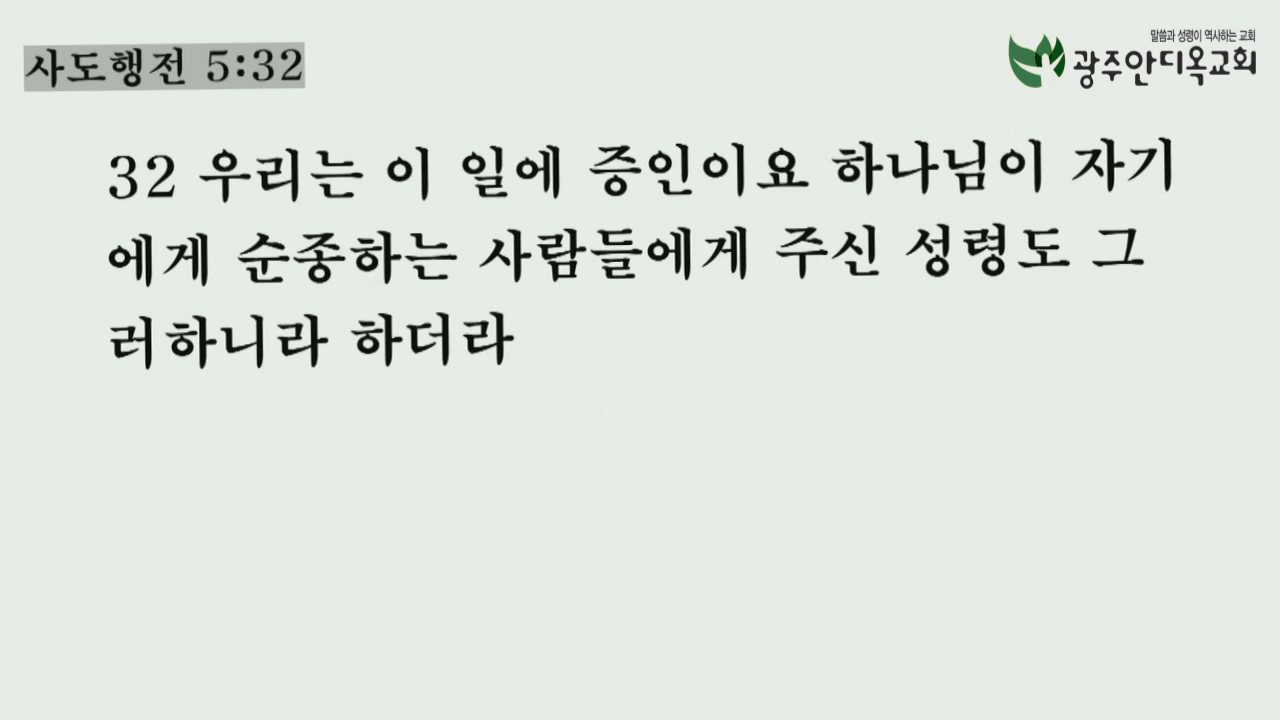 사도행전 5:32
말씀과 성령이 역사하는 교회
광주안디옥교회
32 우리는 이 일에 증인이요 하나님이 자기
에게 순종하는 사람들에게 주신 성령도 그
러하니라 하더라